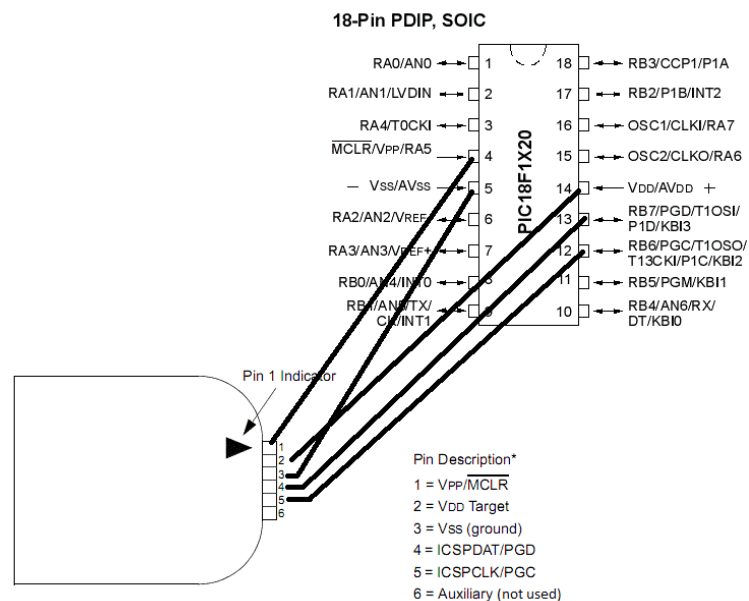 18-Pin PDIP, SOIC
RA0/AN0
1
18
RB3/CCP1/P1A
RA1/AN1/LVDIN
2
17
RB2/P1B/INT2
RA4/T0CKI
3
16
OSC1/CLKI/RA7
MCLR/VPP/RA5
4
15
OSC2/CLKO/RA6
− VSS/AVSS
5
14
VDD/AVDD +
RA2/AN2/VREF-
6
13
RB7/PGD/T1OSI/
P1D/KBI3
RA3/AN3/VREF+
7
12
RB6/PGC/T1OSO/
T13CKI/P1C/KBI2
RB0/AN4/INT0
8
11
RB5/PGM/KBI1
RB1/AN5/TX/
CK/INT1
9
10
RB4/AN6/RX/
DT/KBI0
PIC18F1X20
Pin 1 Indicator
1
2
3
4
5
6
Pin Description*
1 = VPP/MCLR
2 = VDD Target
3 = VSS (ground)
4 = ICSPDAT/PGD
5 = ICSPCLK/PGC
6 = Auxiliary (not used)